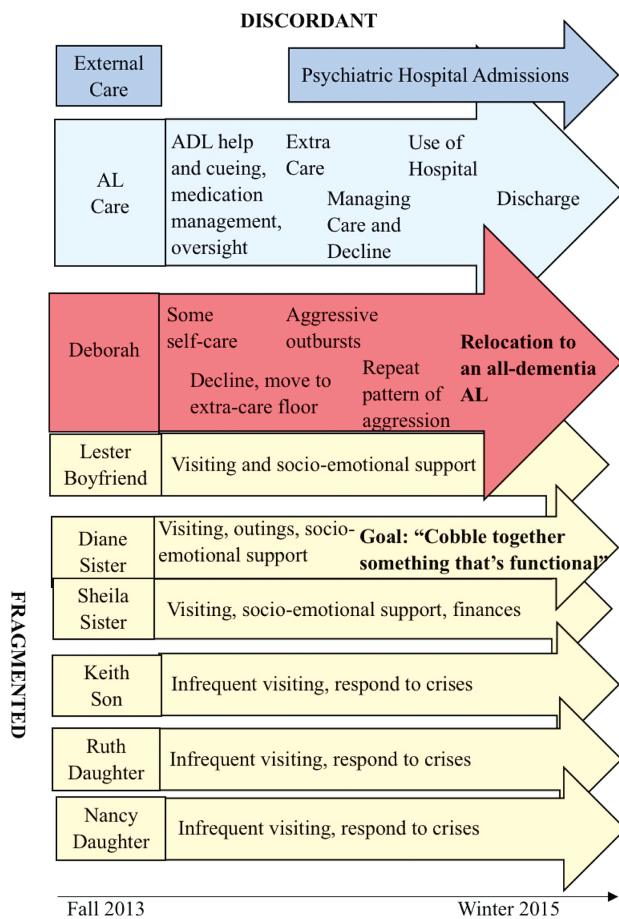 DISCORDANT
External
Care
Psychiatric Hospital Admissions
AL
Care
ADL help
and cueing,
medication
management,
oversight
Extra
Care
Managing
Care and
Decline
Use of
Hospital
Discharge
Deborah
Some
self-care
Aggressive
outbursts
Decline, move to
extra-care floor
Repeat
pattern of
aggression
Relocation to
an all-dementia
AL
Lester
Boyfriend
Visiting and socio-emotional support
Diane
Sister
Visiting, outings, socio-
emotional support
Goal: “Cobble together
something that’s functional”
Sheila
Sister
Visiting, socio-emotional support, finances
FRAGMENTED
Keith
Son
Infrequent visiting, respond to crises
Ruth
Daughter
Infrequent visiting, respond to crises
Nancy
Daughter
Infrequent visiting, respond to crises
Fall 2013
Winter 2015